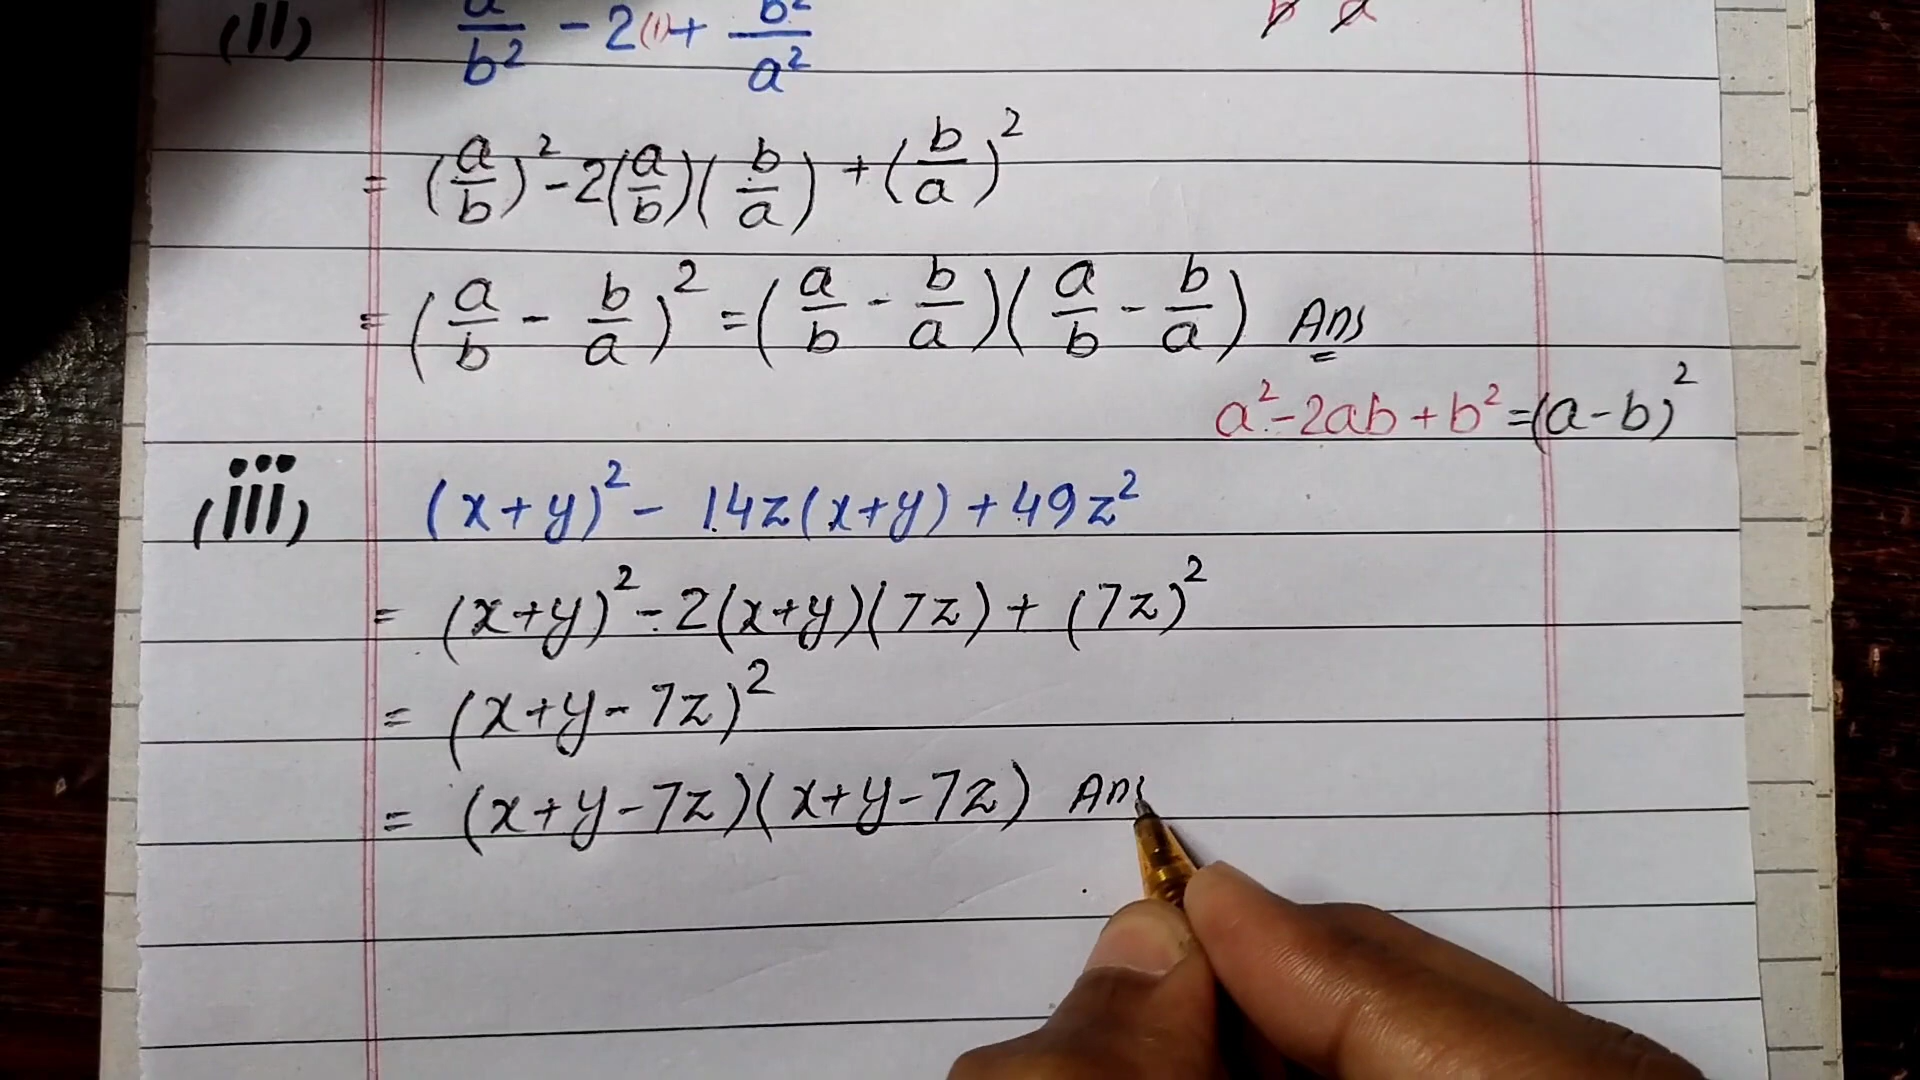 (ii) a/b² - 2(1) + b²/a²
b a
= (a/b)² - 2(a/b)(b/a) + (b/a)²
= (a/b - b/a)² = (a/b - b/a)(a/b - b/a) Ans
a² - 2ab + b² = (a - b)²
(iii) (x+y)² - 14z(x+y) + 49z²
= (x+y)² - 2(x+y)(7z) + (7z)²
= (x+y - 7z)²
= (x+y - 7z)(x+y - 7z) Ans